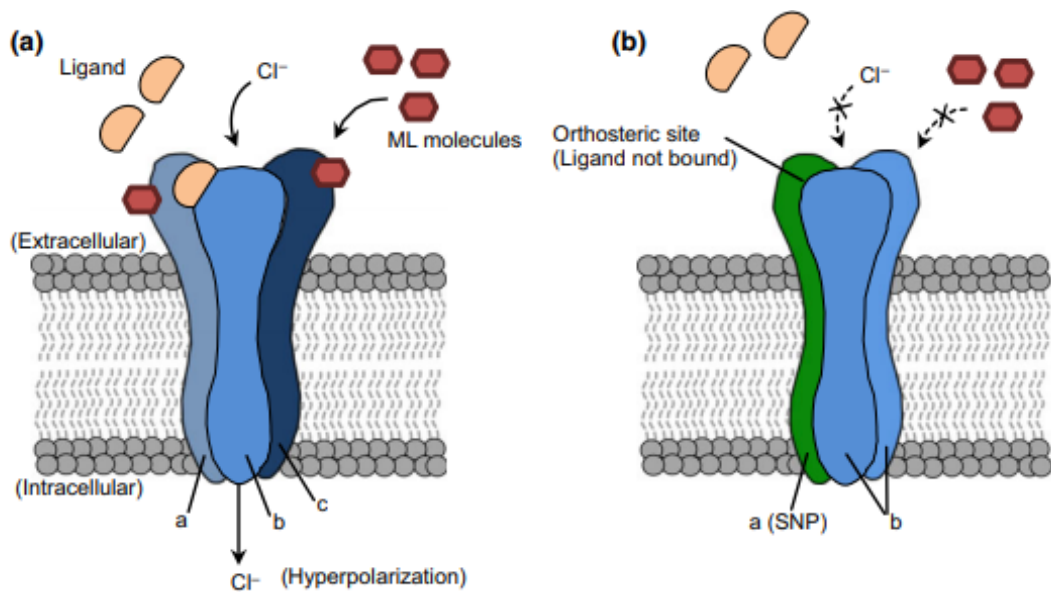 (a)
Ligand
Cl⁻
ML molecules
(Extracellular)
(Intracellular)
a
b
c
Cl⁻
(Hyperpolarization)
(b)
Cl⁻
Orthosteric site
(Ligand not bound)
a (SNP)
b